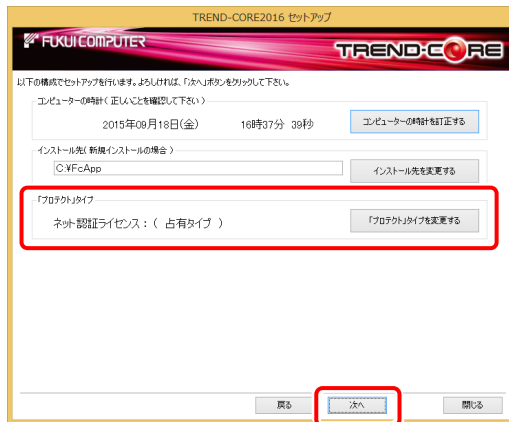 TREND-CORE2016 セットアップ
FUKUI COMPUTER
TREND-CORE
以下の構成でセットアップを行います。よろしければ、「次へ」ボタンをクリックして下さい。
コンピューターの時計( 正しいことを確認して下さい )
2015年09月18日(金) 16時37分 39秒 コンピューターの時計を訂正する
インストール先( 新規インストールの場合 )
C:¥FcApp インストール先を変更する
「プロテクト」タイプ
ネット認証ライセンス:( 占有タイプ ) 「プロテクト」タイプを変更する
戻る 次へ 閉じる